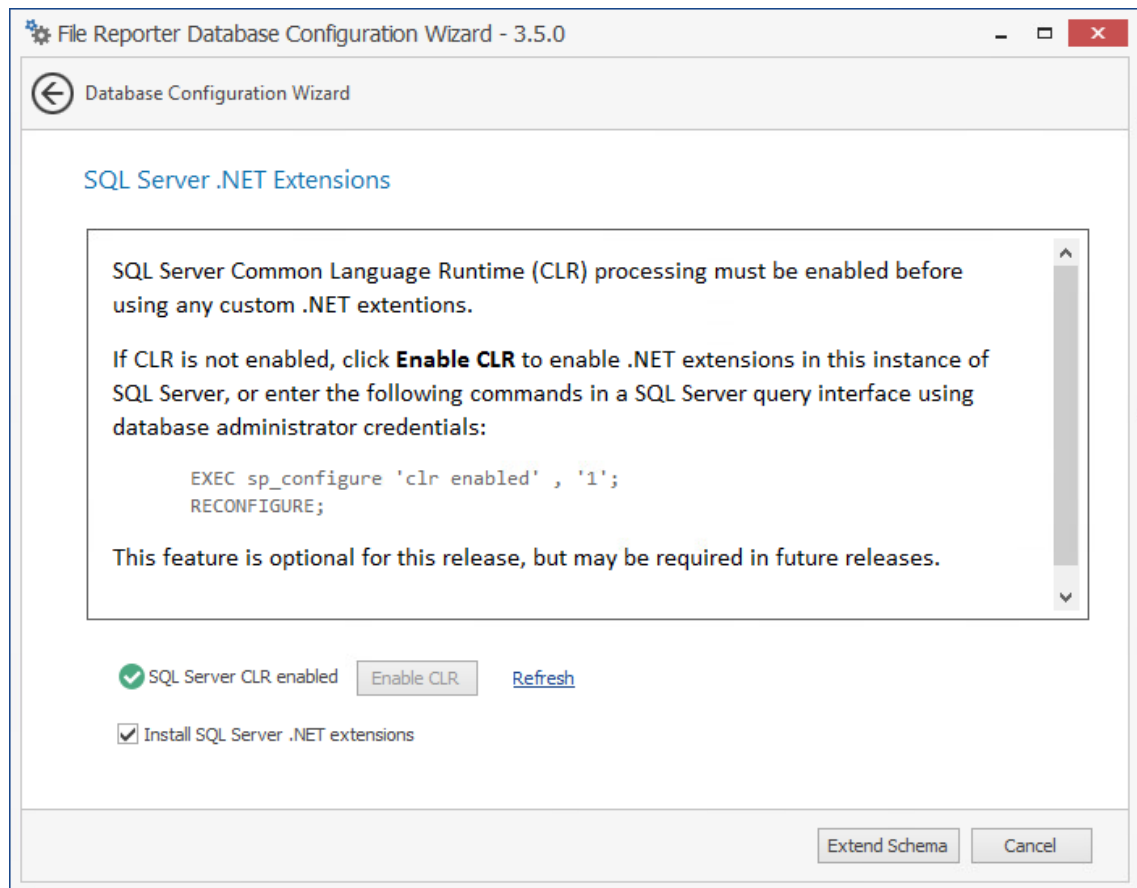 File Reporter Database Configuration Wizard - 3.5.0
Database Configuration Wizard
SQL Server .NET Extensions
SQL Server Common Language Runtime (CLR) processing must be enabled before
using any custom .NET extentions.
If CLR is not enabled, click Enable CLR to enable .NET extensions in this instance of
SQL Server, or enter the following commands in a SQL Server query interface using
database administrator credentials:
EXEC sp_configure 'clr enabled' , '1';
RECONFIGURE;
This feature is optional for this release, but may be required in future releases.
SQL Server CLR enabled Enable CLR Refresh
Install SQL Server .NET extensions
Extend Schema Cancel